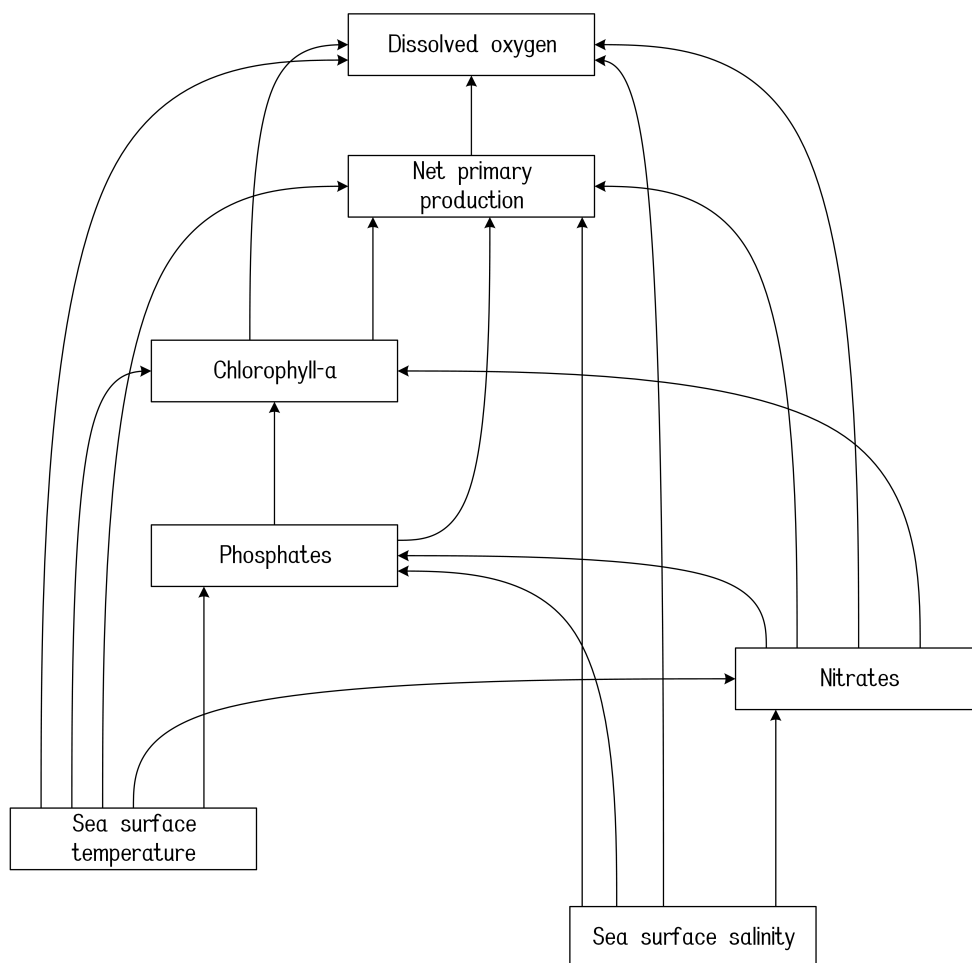 Dissolved oxygen
Net primary
production
Chlorophyll-a
Phosphates
Nitrates
Sea surface
temperature
Sea surface salinity